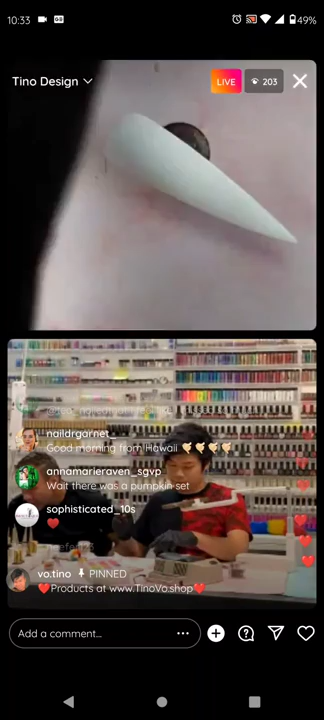 10:33
49%
Tino Design
LIVE
203
naildrgarnet_
Good morning from Hawaii 🤏🏼🤏🏼🤏🏼🤏🏼
annamarieraven_sgvp
Wait there was a pumpkin set
sophisticated_10s
❤️
vo.tino 📌 PINNED
❤️Products at www.TinoVo.shop❤️
Add a comment...